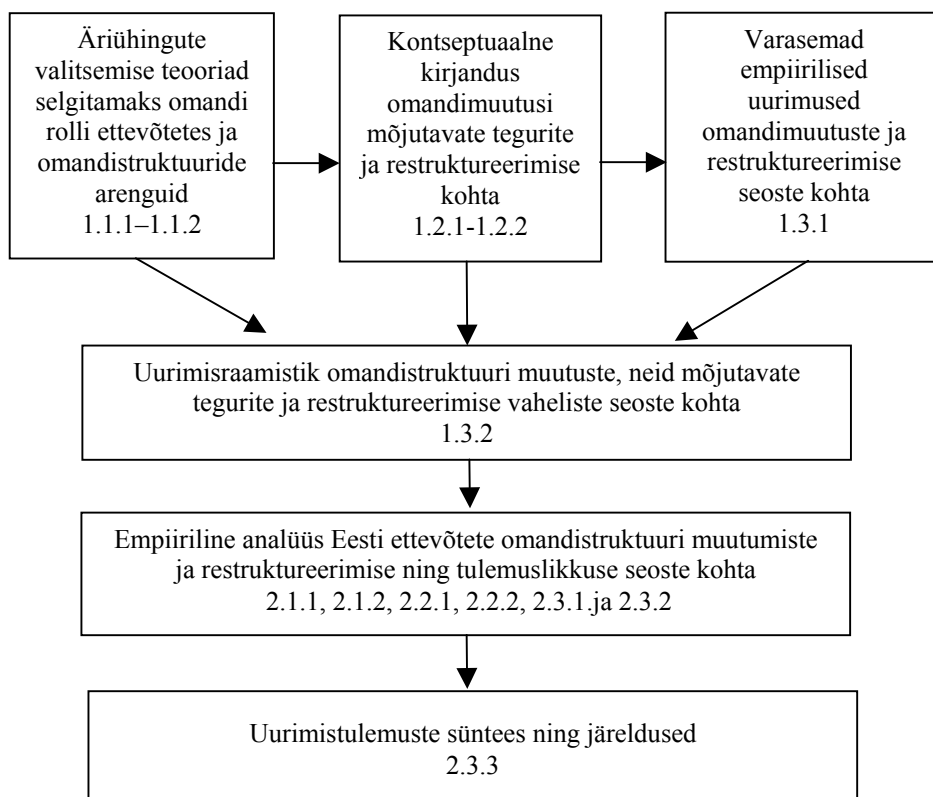 Äriühingute
valitsemise teooriad
selgitamaks omandi
rolli ettevõtetes ja
omandistruktuuride
arenguid
1.1.1–1.1.2
Kontseptuaalne
kirjandus
omandimuutusi
mõjutavate tegurite
ja restruktureerimise
kohta
1.2.1-1.2.2
Varasemad
empiirilised
uurimused
omandimuutuste ja
restruktureerimise
seoste kohta
1.3.1
Uurimisraamistik omandistruktuuri muutuste, neid mõjutavate
tegurite ja restruktureerimise vaheliste seoste kohta
1.3.2
Empiiriline analüüs Eesti ettevõtete omandistruktuuri muutumiste
ja restruktureerimise ning tulemuslikkuse seoste kohta
2.1.1, 2.1.2, 2.2.1, 2.2.2, 2.3.1.ja 2.3.2
Uurimistulemuste süntees ning järeldused
2.3.3